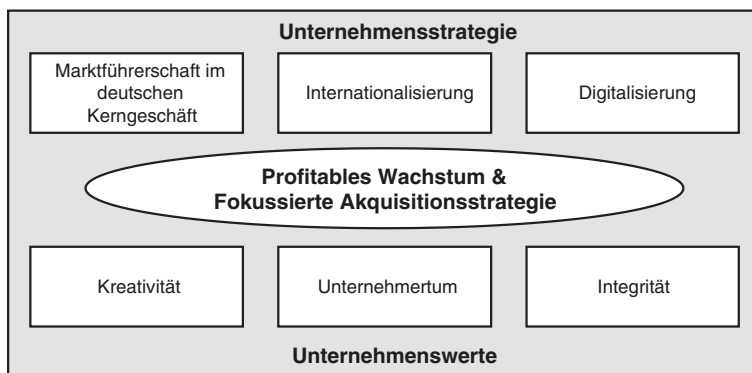 Unternehmensstrategie
Marktführerschaft im
deutschen
Kerngeschäft
Internationalisierung
Digitalisierung
Profitables Wachstum &
Fokussierte Akquisitionsstrategie
Kreativität
Unternehmertum
Integrität
Unternehmenswerte